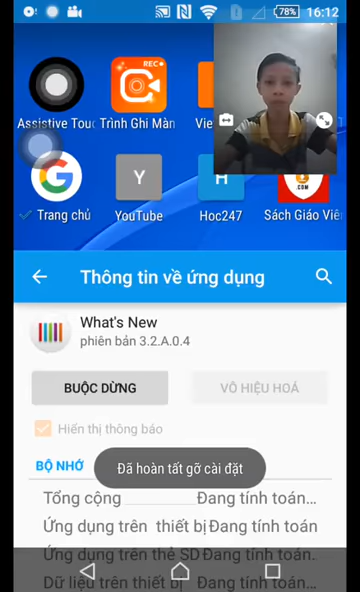 78%
16:12
REC
Assistive Touc
Trình Ghi Màn
Vie
Y
H
.COM
Trang chủ
YouTube
Hoc247
Sách Giáo Viê
Thông tin về ứng dụng
What's New
phiên bản 3.2.A.0.4
BUỘC DỪNG
VÔ HIỆU HOÁ
Hiển thị thông báo
BỘ NHỚ
Đã hoàn tất gỡ cài đặt
Tổng cộng Đang tính toán...
Ứng dụng trên thiết bị Đang tính toán
Ứng dụng trên thẻ SD Đang tính toán.
Dữ liệu trên thiết bị Đang tính toán...